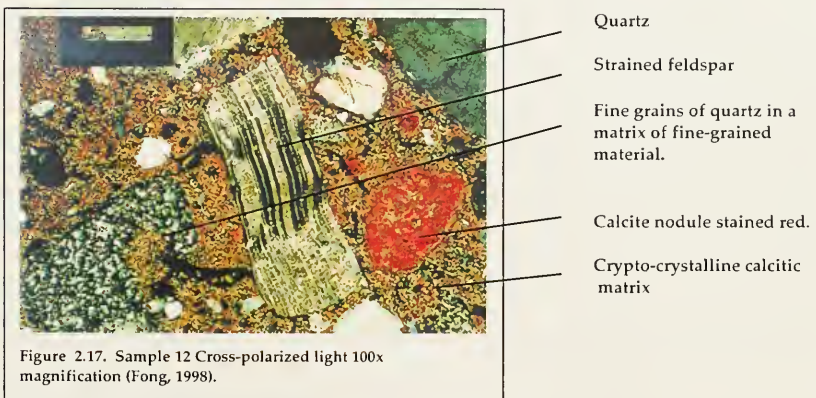 Quartz
Strained feldspar
Fine grains of quartz in a
matrix of fine-grained
material.
Calcite nodule stained red.
Crypto-crystalline calcitic
matrix
Figure 2.17. Sample 12 Cross-polarized light 100x
magnification (Fong, 1998).